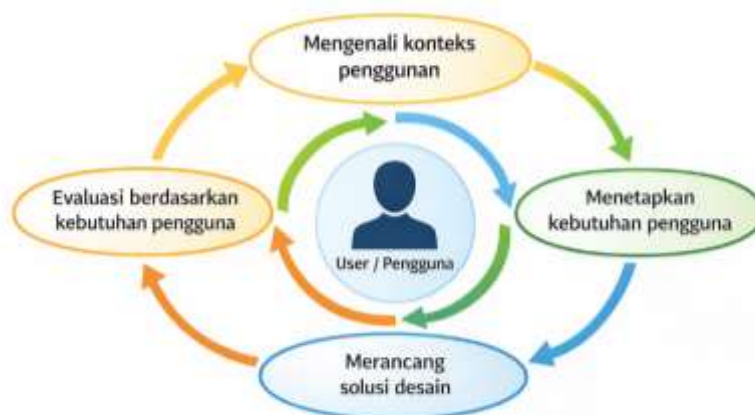 Mengenali konteks
penggunan
Evaluasi berdasarkan
kebutuhan pengguna
Menetapkan
kebutuhan pengguna
User / Pengguna
Merancang
solusi desain